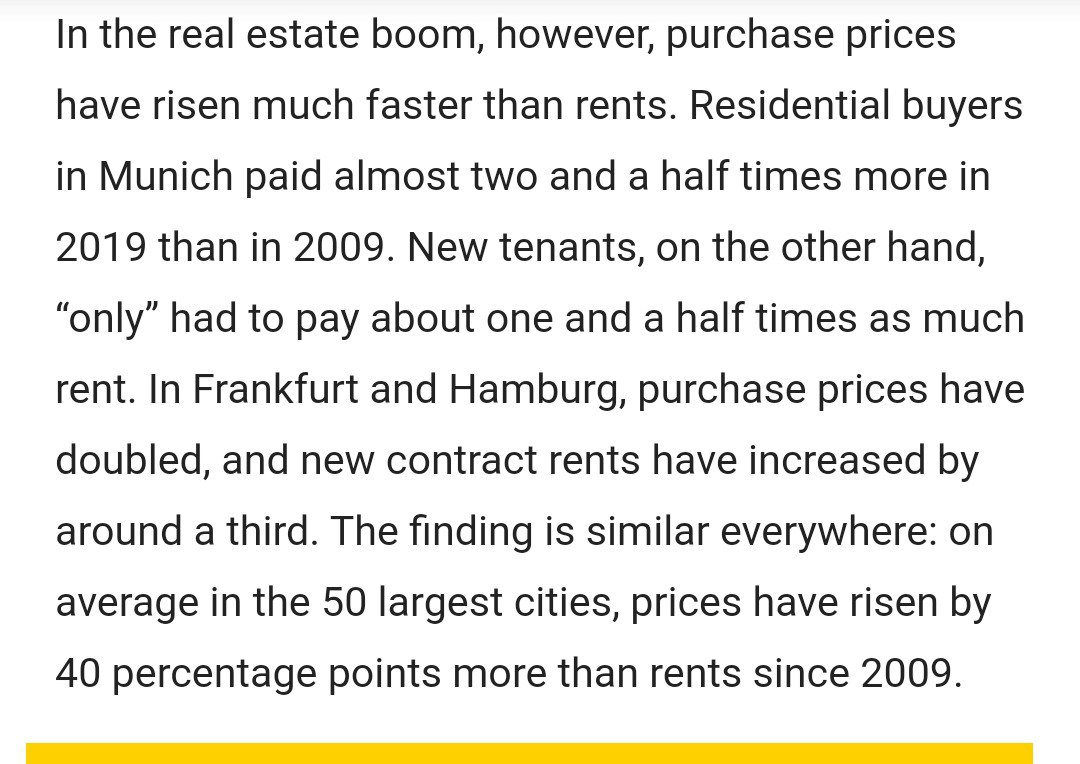 In the real estate boom, however, purchase prices
have risen much faster than rents. Residential buyers
in Munich paid almost two and a half times more in
2019 than in 2009. New tenants, on the other hand,
“only” had to pay about one and a half times as much
rent. In Frankfurt and Hamburg, purchase prices have
doubled, and new contract rents have increased by
around a third. The finding is similar everywhere: on
average in the 50 largest cities, prices have risen by
40 percentage points more than rents since 2009.